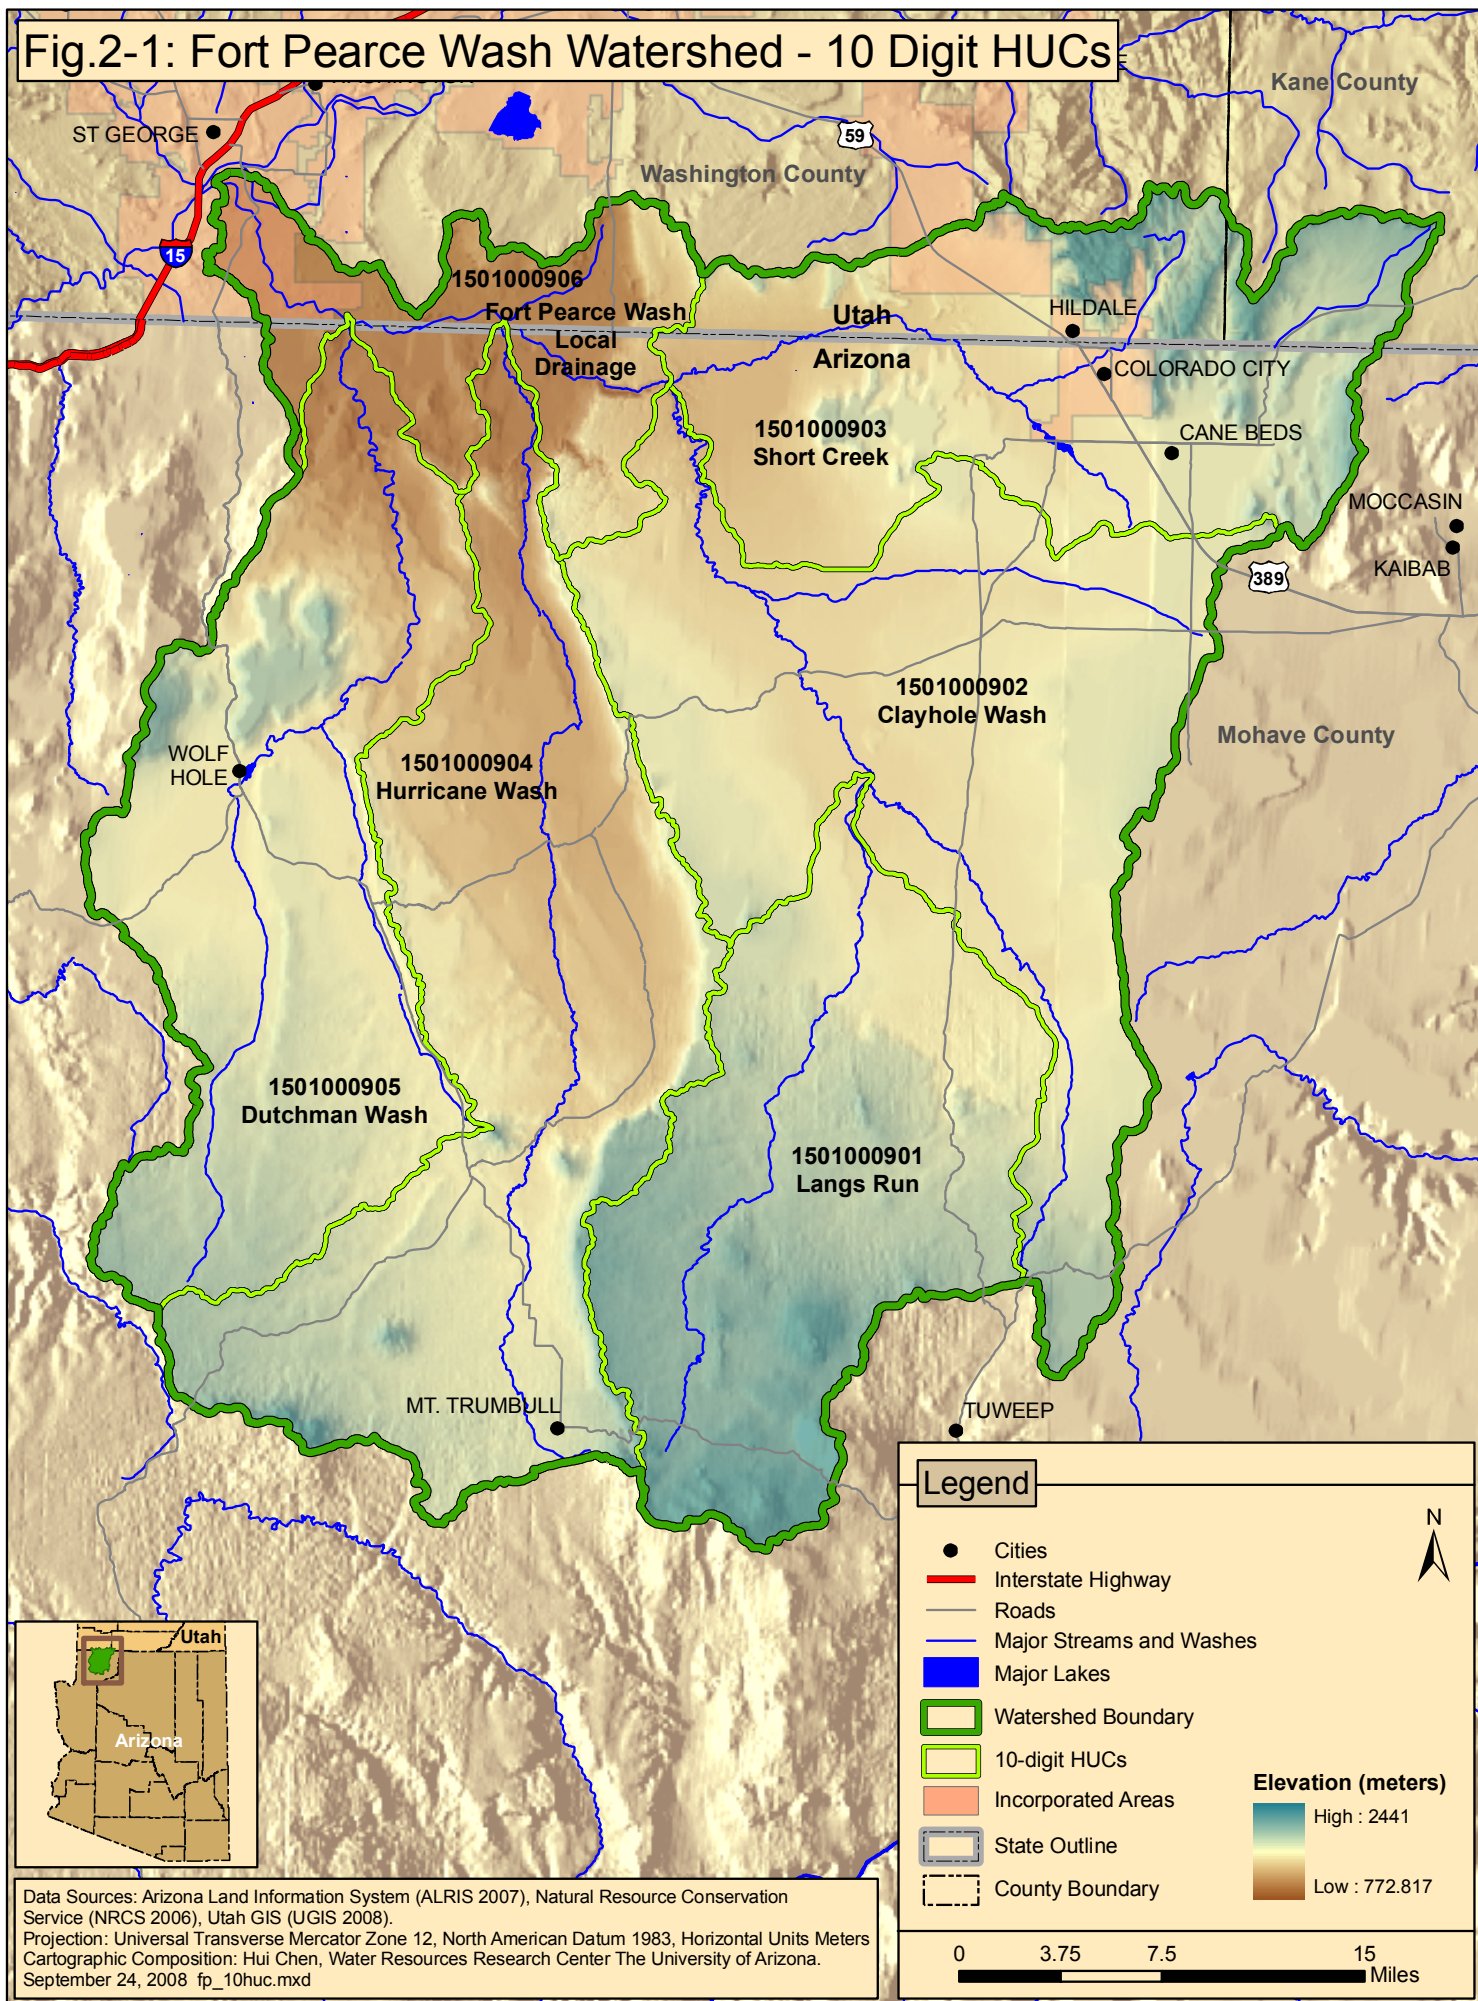 Fig.2-1: Fort Pearce Wash Watershed - 10 Digit HUCs
Kane County
ST GEORGE
59
Washington County
15
1501000906
Fort Pearce Wash
Local
Drainage
Utah
Arizona
HILDALE
COLORADO CITY
1501000903
Short Creek
CANE BEDS
MOCCASIN
KAIBAB
389
1501000902
Clayhole Wash
Mohave County
WOLF
HOLE
1501000904
Hurricane Wash
1501000905
Dutchman Wash
1501000901
Langs Run
MT. TRUMBULL
TUWEEP
Legend
N
Cities
Interstate Highway
Roads
Major Streams and Washes
Major Lakes
Watershed Boundary
10-digit HUCs
Incorporated Areas
State Outline
County Boundary
Elevation (meters)
High : 2441
Low : 772.817
0 3.75 7.5 15
Miles
Utah
Arizona
Data Sources: Arizona Land Information System (ALRIS 2007), Natural Resource Conservation
Service (NRCS 2006), Utah GIS (UGIS 2008).
Projection: Universal Transverse Mercator Zone 12, North American Datum 1983, Horizontal Units Meters
Cartographic Composition: Hui Chen, Water Resources Research Center The University of Arizona.
September 24, 2008 fp_10huc.mxd